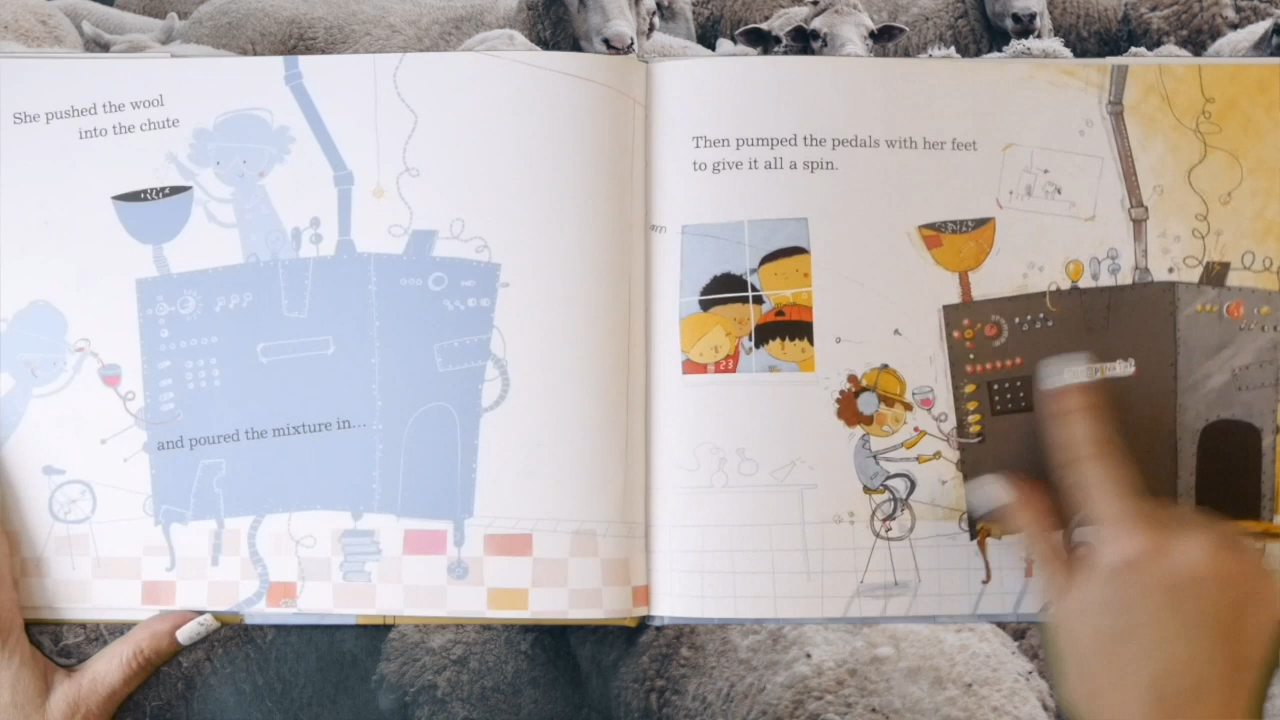 She pushed the wool
into the chute
and poured the mixture in...
Then pumped the pedals with her feet
to give it all a spin.
23